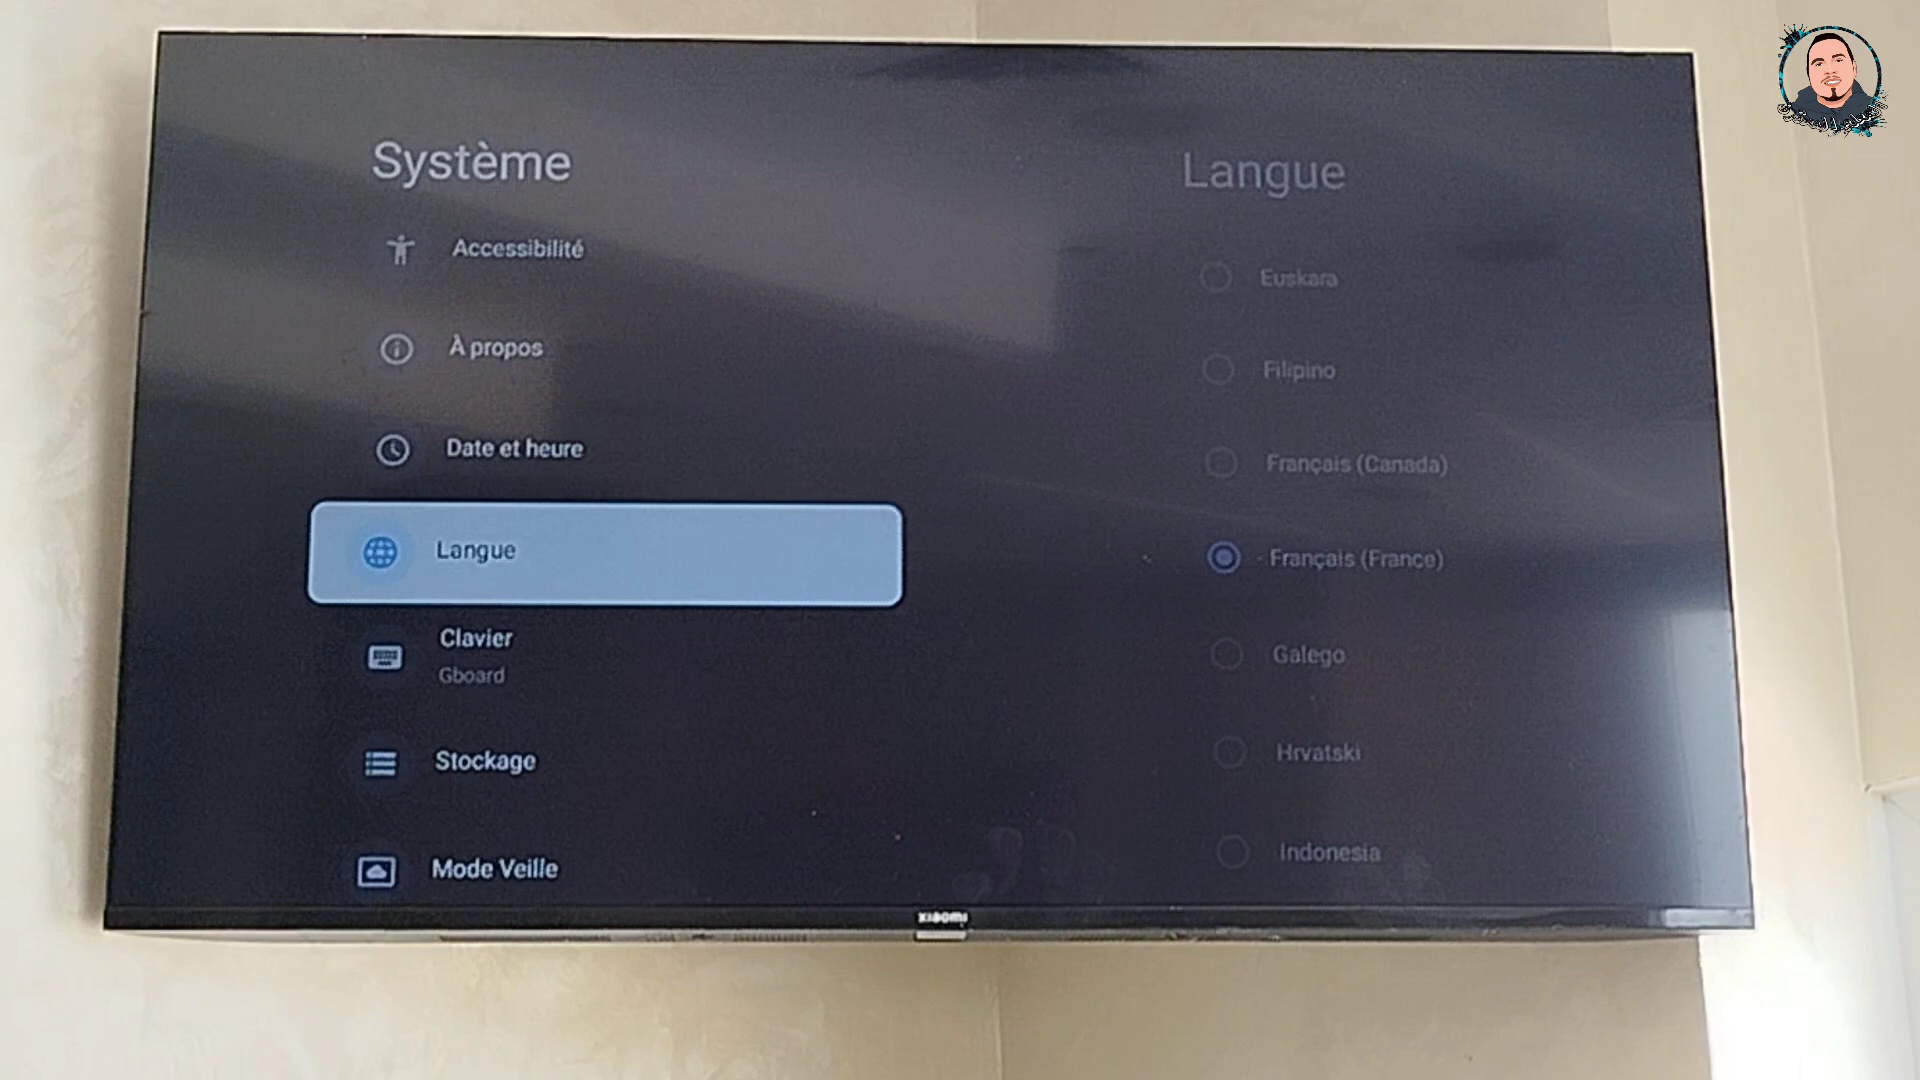 Système
Accessibilité
À propos
Date et heure
Langue
Clavier
Gboard
Stockage
Mode Veille
Langue
Euskara
Filipino
Français (Canada)
Français (France)
Galego
Hrvatski
Indonesia
xiaomi